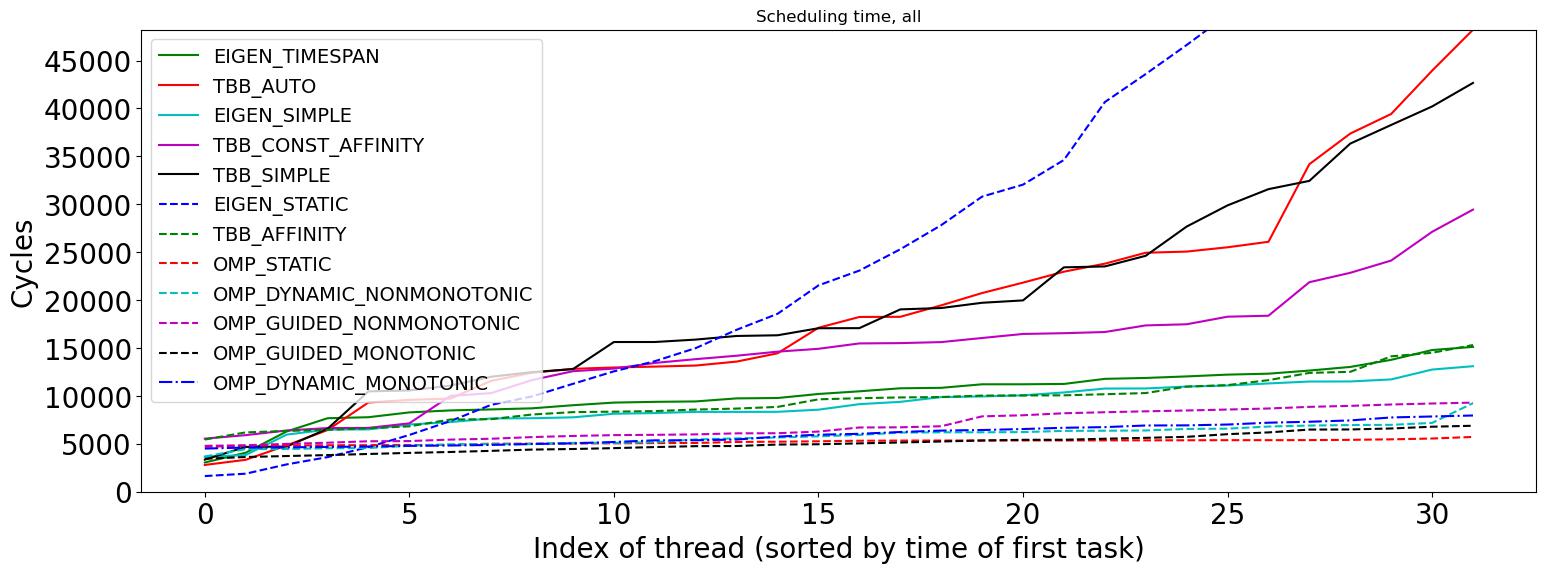 Scheduling time, all
Cycles
45000
40000
35000
30000
25000
20000
15000
10000
5000
0
EIGEN_TIMESPAN
TBB_AUTO
EIGEN_SIMPLE
TBB_CONST_AFFINITY
TBB_SIMPLE
EIGEN_STATIC
TBB_AFFINITY
OMP_STATIC
OMP_DYNAMIC_NONMONOTONIC
OMP_GUIDED_NONMONOTONIC
OMP_GUIDED_MONOTONIC
OMP_DYNAMIC_MONOTONIC
0 5 10 15 20 25 30
Index of thread (sorted by time of first task)